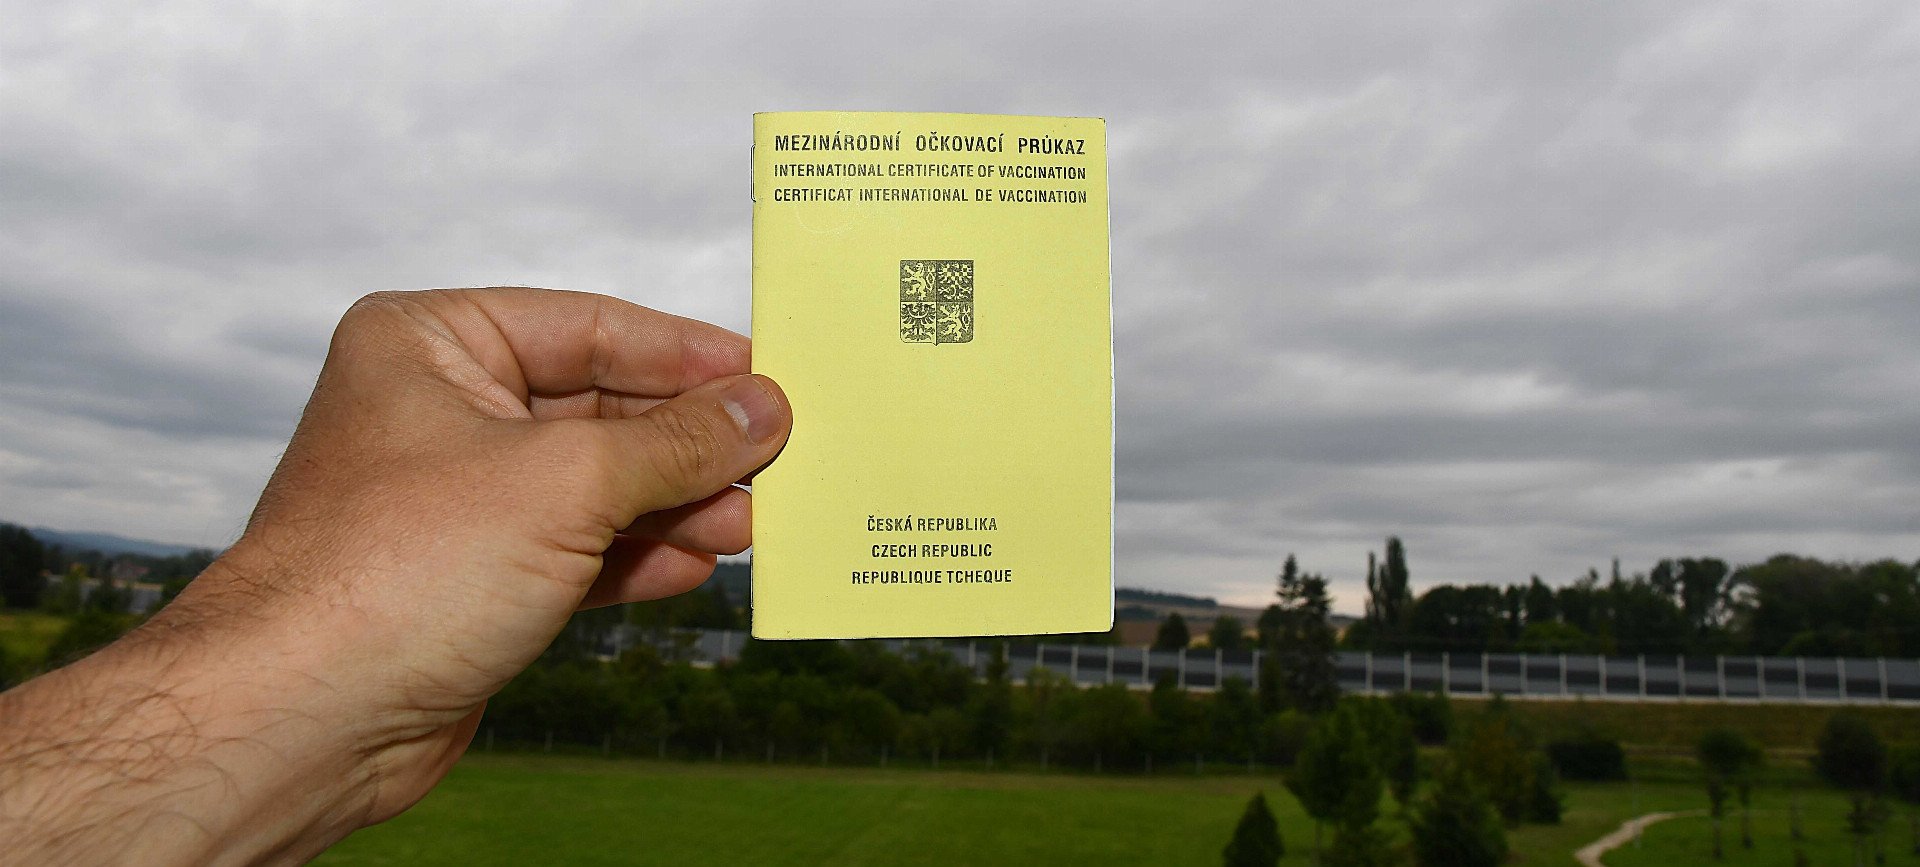 MEZINÁRODNÍ OČKOVACÍ PRŮKAZ
INTERNATIONAL CERTIFICATE OF VACCINATION
CERTIFICAT INTERNATIONAL DE VACCINATION
ČESKÁ REPUBLIKA
CZECH REPUBLIC
REPUBLIQUE TCHEQUE